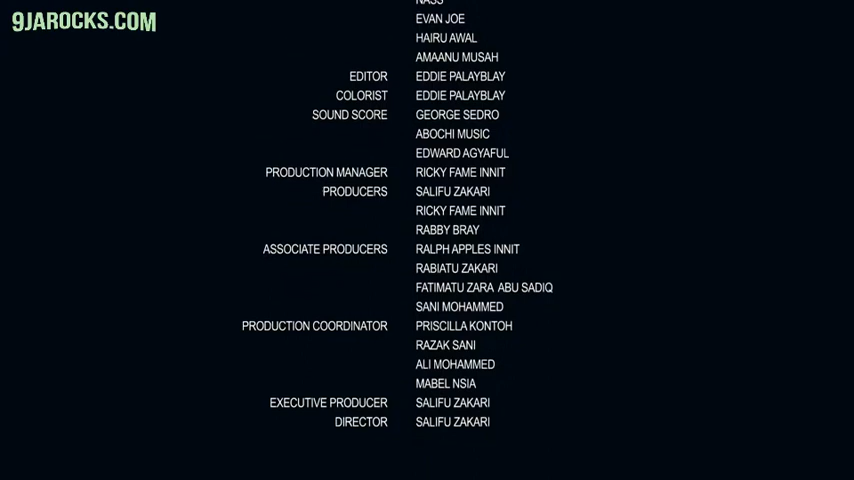 9JAROCKS.COM
NASS
EVAN JOE
HAIRU AWAL
AMAANU MUSAH
EDITOR EDDIE PALAYBLAY
COLORIST EDDIE PALAYBLAY
SOUND SCORE GEORGE SEDRO
ABOCHI MUSIC
EDWARD AGYAFUL
PRODUCTION MANAGER RICKY FAME INNIT
PRODUCERS SALIFU ZAKARI
RICKY FAME INNIT
RABBY BRAY
ASSOCIATE PRODUCERS RALPH APPLES INNIT
RABIATU ZAKARI
FATIMATU ZARA ABU SADIQ
SANI MOHAMMED
PRODUCTION COORDINATOR PRISCILLA KONTOH
RAZAK SANI
ALI MOHAMMED
MABEL NSIA
EXECUTIVE PRODUCER SALIFU ZAKARI
DIRECTOR SALIFU ZAKARI